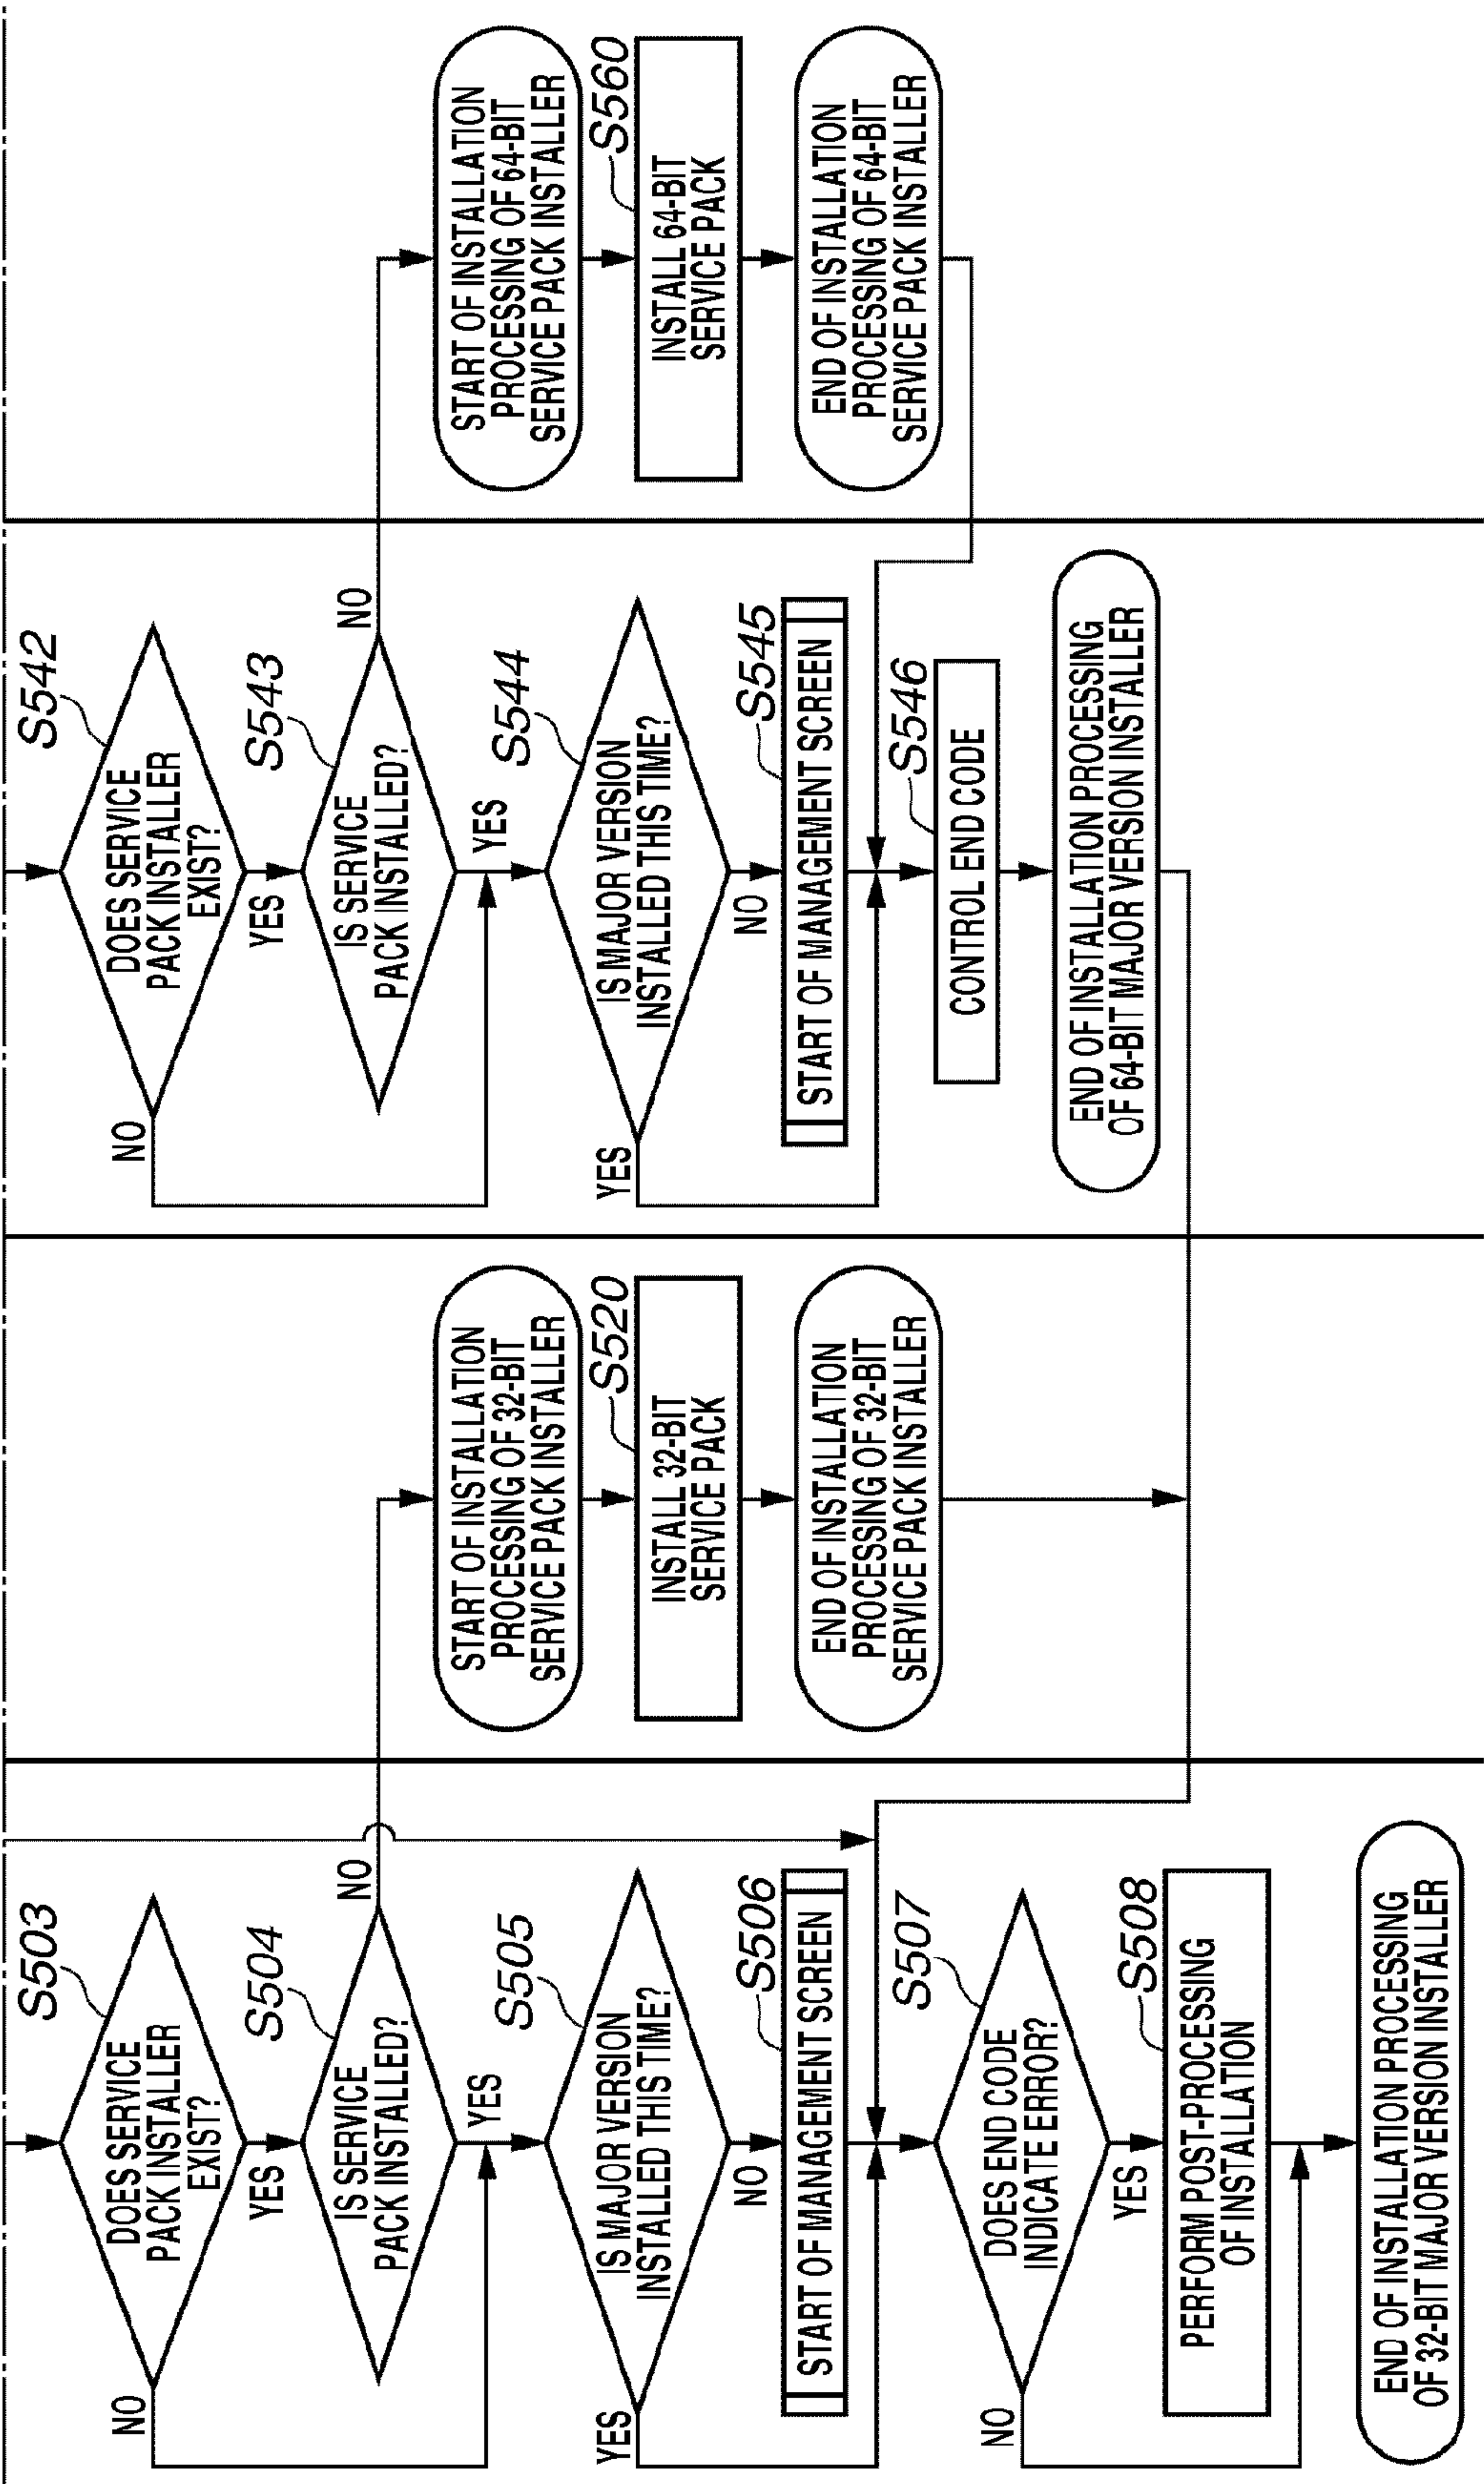 S503
DOES SERVICE
PACK INSTALLER
EXIST?
NO
YES
S504
IS SERVICE
PACK INSTALLED?
NO
YES
S505
IS MAJOR VERSION
INSTALLED THIS TIME?
YES
NO
S506
START OF MANAGEMENT SCREEN
S507
DOES END CODE
INDICATE ERROR?
NO
YES
S508
PERFORM POST-PROCESSING
OF INSTALLATION
END OF INSTALLATION PROCESSING
OF 32-BIT MAJOR VERSION INSTALLER
START OF INSTALLATION
PROCESSING OF 32-BIT
SERVICE PACK INSTALLER
S520
INSTALL 32-BIT
SERVICE PACK
END OF INSTALLATION
PROCESSING OF 32-BIT
SERVICE PACK INSTALLER
S542
DOES SERVICE
PACK INSTALLER
EXIST?
NO
YES
S543
IS SERVICE
PACK INSTALLED?
NO
YES
S544
IS MAJOR VERSION
INSTALLED THIS TIME?
YES
NO
S545
START OF MANAGEMENT SCREEN
S546
CONTROL END CODE
END OF INSTALLATION PROCESSING
OF 64-BIT MAJOR VERSION INSTALLER
START OF INSTALLATION
PROCESSING OF 64-BIT
SERVICE PACK INSTALLER
S560
INSTALL 64-BIT
SERVICE PACK
END OF INSTALLATION
PROCESSING OF 64-BIT
SERVICE PACK INSTALLER